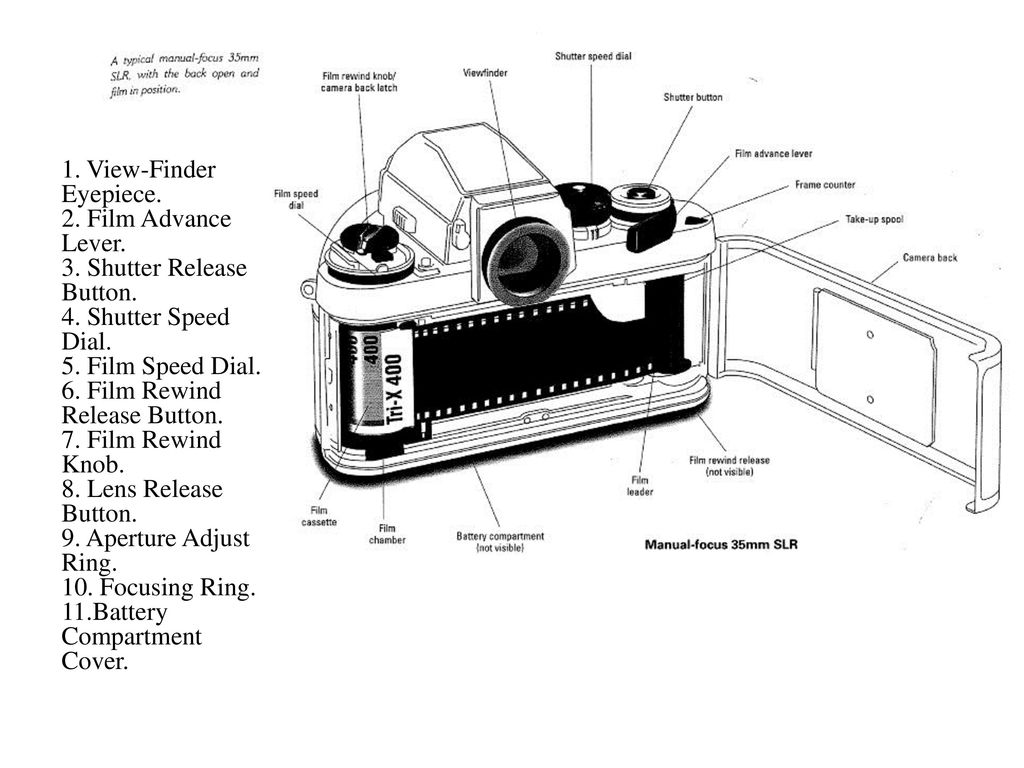 A typical manual-focus 35mm
SLR, with the back open and
film in position.
1. View-Finder
Eyepiece.
2. Film Advance
Lever.
3. Shutter Release
Button.
4. Shutter Speed
Dial.
5. Film Speed Dial.
6. Film Rewind
Release Button.
7. Film Rewind
Knob.
8. Lens Release
Button.
9. Aperture Adjust
Ring.
10. Focusing Ring.
11.Battery
Compartment
Cover.
Shutter speed dial
Viewfinder
Film rewind knob/
camera back latch
Shutter button
Film advance lever
Frame counter
Film speed
dial
Take-up spool
Camera back
400
400
Tri-X 400
Film rewind release
(not visible)
Film
leader
Film
cassette
Film
chamber
Battery compartment
(not visible)
Manual-focus 35mm SLR